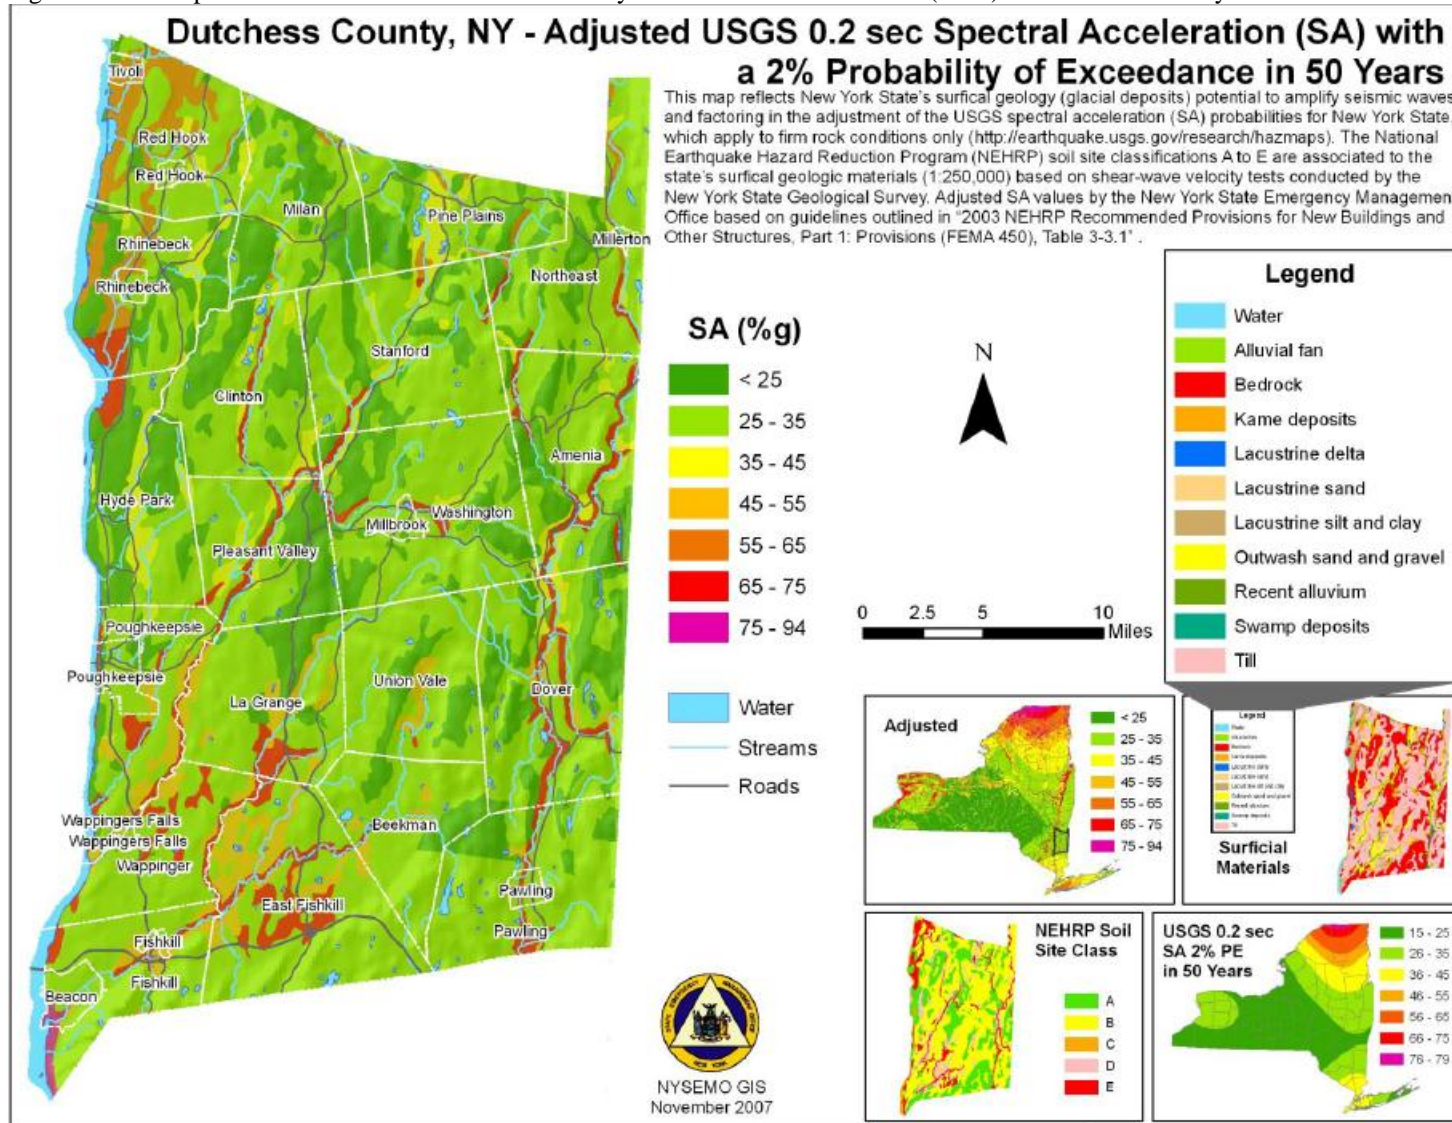 Dutchess County, NY - Adjusted USGS 0.2 sec Spectral Acceleration (SA) with
a 2% Probability of Exceedance in 50 Years
This map reflects New York State's surfical geology (glacial deposits) potential to amplify seismic waves
and factoring in the adjustment of the USGS spectral acceleration (SA) probabilities for New York State,
which apply to firm rock conditions only (http://earthquake.usgs.gov/research/hazmaps). The National
Earthquake Hazard Reduction Program (NEHRP) soil site classifications A to E are associated to the
state's surfical geologic materials (1:250,000) based on shear-wave velocity tests conducted by the
New York State Geological Survey. Adjusted SA values by the New York State Emergency Managemen
Office based on guidelines outlined in "2003 NEHRP Recommended Provisions for New Buildings and
Other Structures, Part 1: Provisions (FEMA 450), Table 3-3.1" .
Tivoli
Red Hook
Red Hook
Milan
Pine Plains
Rhinebeck
Millerton
Rhinebeck
Northeast
Stanford
Clinton
Amenia
Hyde Park
Millbrook
Washington
Pleasant Valley
Poughkeepsie
Poughkeepsie
Union Vale
Dover
La Grange
Wappingers Falls
Wappingers Falls
Beekman
Wappinger
Pawling
East Fishkill
Pawling
Fishkill
Fishkill
Beacon
SA (%g)
< 25
25 - 35
35 - 45
45 - 55
55 - 65
65 - 75
75 - 94
Water
Streams
Roads
N
0 2.5 5 10
Miles
Legend
Water
Alluvial fan
Bedrock
Kame deposits
Lacustrine delta
Lacustrine sand
Lacustrine silt and clay
Outwash sand and gravel
Recent alluvium
Swamp deposits
Till
Adjusted
< 25
25 - 35
35 - 45
45 - 55
55 - 65
65 - 75
75 - 94
Legend
Surficial
Materials
NEHRP Soil
Site Class
A
B
C
D
E
USGS 0.2 sec
SA 2% PE
in 50 Years
15 - 25
26 - 35
36 - 45
46 - 55
56 - 65
66 - 75
76 - 79
NYSEMO GIS
November 2007